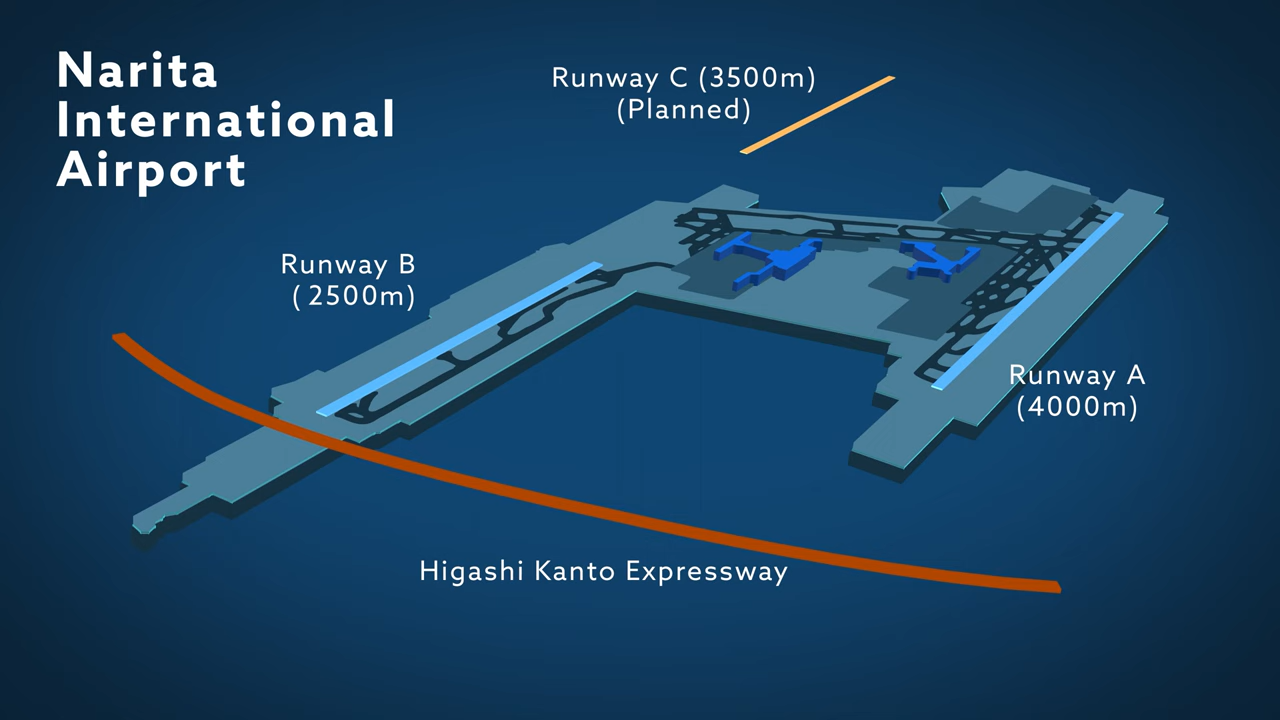 Narita
International
Airport
Runway C (3500m)
(Planned)
Runway B
( 2500m)
Runway A
(4000m)
Higashi Kanto Expressway